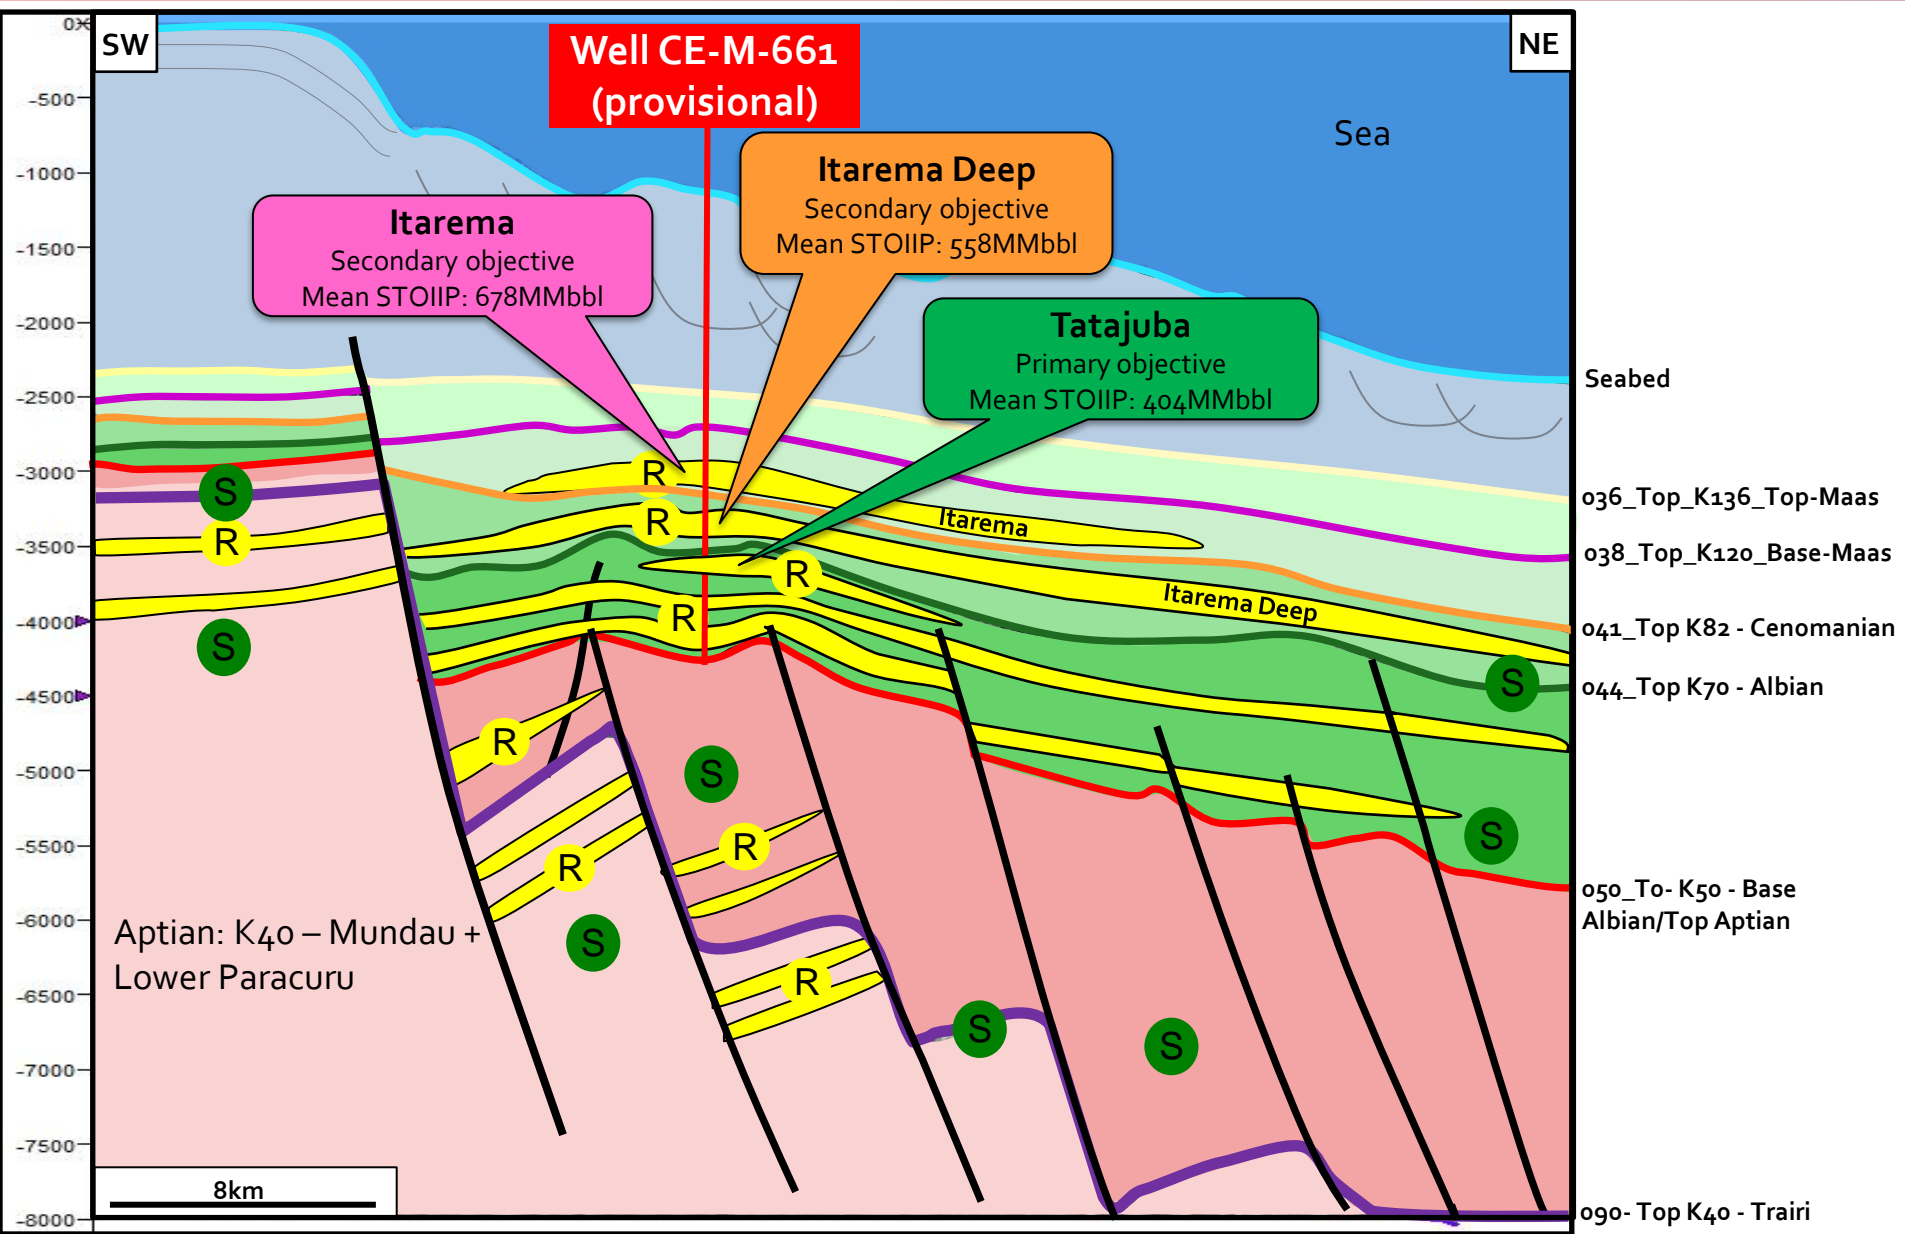 SW
NE
Well CE-M-661
(provisional)
Sea
Itarema Deep
Secondary objective
Mean STOIIP: 558MMbbl
Itarema
Secondary objective
Mean STOIIP: 678MMbbl
Tatajuba
Primary objective
Mean STOIIP: 404MMbbl
0
-500
-1000
-1500
-2000
-2500
-3000
-3500
-4000
-4500
-5000
-5500
-6000
-6500
-7000
-7500
-8000
Seabed
036_Top_K136_Top-Maas
038_Top_K120_Base-Maas
041_Top K82 - Cenomanian
044_Top K70 - Albian
050_To- K50 - Base
Albian/Top Aptian
090- Top K40 - Trairi
R
S
Itarema
R
R
R
Itarema Deep
R
S
S
R
S
S
R
S
R
Aptian: K40 – Mundau +
Lower Paracuru
S
R
S
S
8km